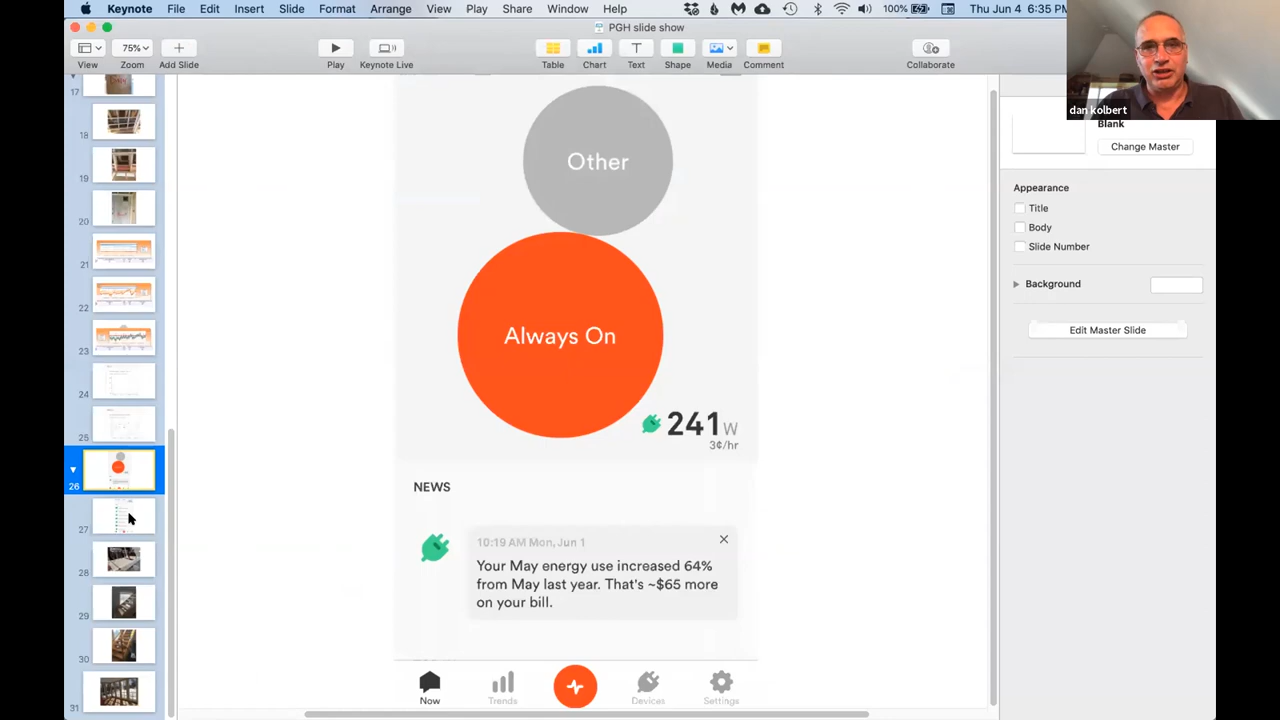 Keynote File Edit Insert Slide Format Arrange View Play Share Window Help 100% Thu Jun 4 6:35 PM
PGH slide show
75%
View Zoom Add Slide Play Keynote Live Table Chart Text Shape Media Comment Collaborate
dan kolbert
Blank
Change Master
Appearance
Title
Body
Slide Number
Background
Edit Master Slide
17
18
19
20
21
22
23
24
25
26
27
28
29
30
31
Other
Always On
241 W
3¢/hr
NEWS
10:19 AM Mon, Jun 1
Your May energy use increased 64%
from May last year. That's ~$65 more
on your bill.
Now Trends Devices Settings